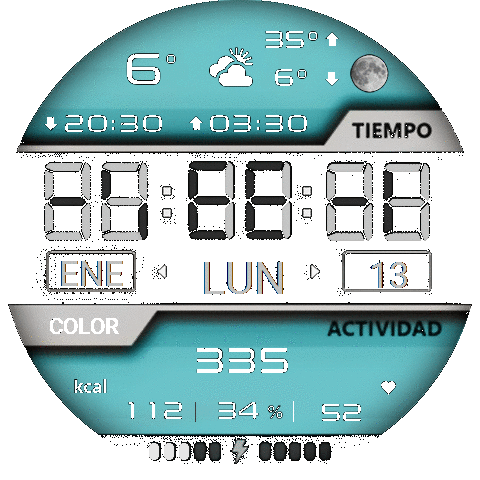 35°
6° 6°
20:30 03:30 TIEMPO
ENE LUN 13
COLOR ACTIVIDAD
335
kcal
112 | 34 % 52